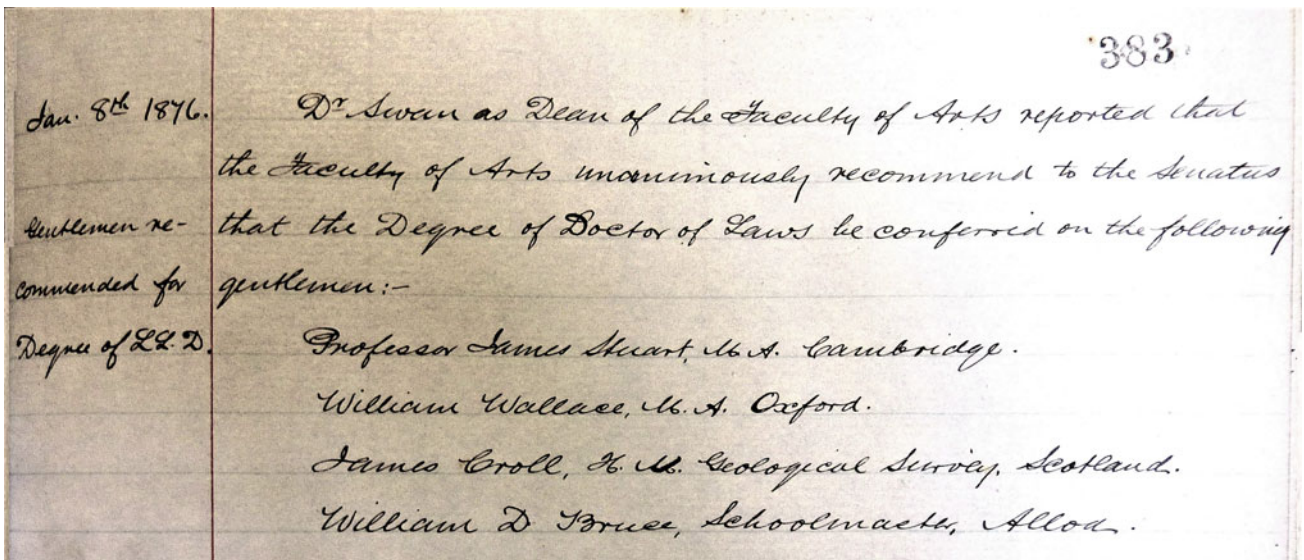 383
Jan. 8th 1876.
Dr Swan as Dean of the Faculty of Arts reported that
the Faculty of Arts unanimously recommend to the Senatus
Gentlemen re-
that the Degree of Doctor of Laws be conferrid on the following
commended for
gentlemen:-
Degree of LL.D.
Professor James Stuart, M.A. Cambridge.
William Wallace, M.A. Oxford.
James Croll, H.M. Geological Survey, Scotland.
William D Bruce, Schoolmaster, Alloa.